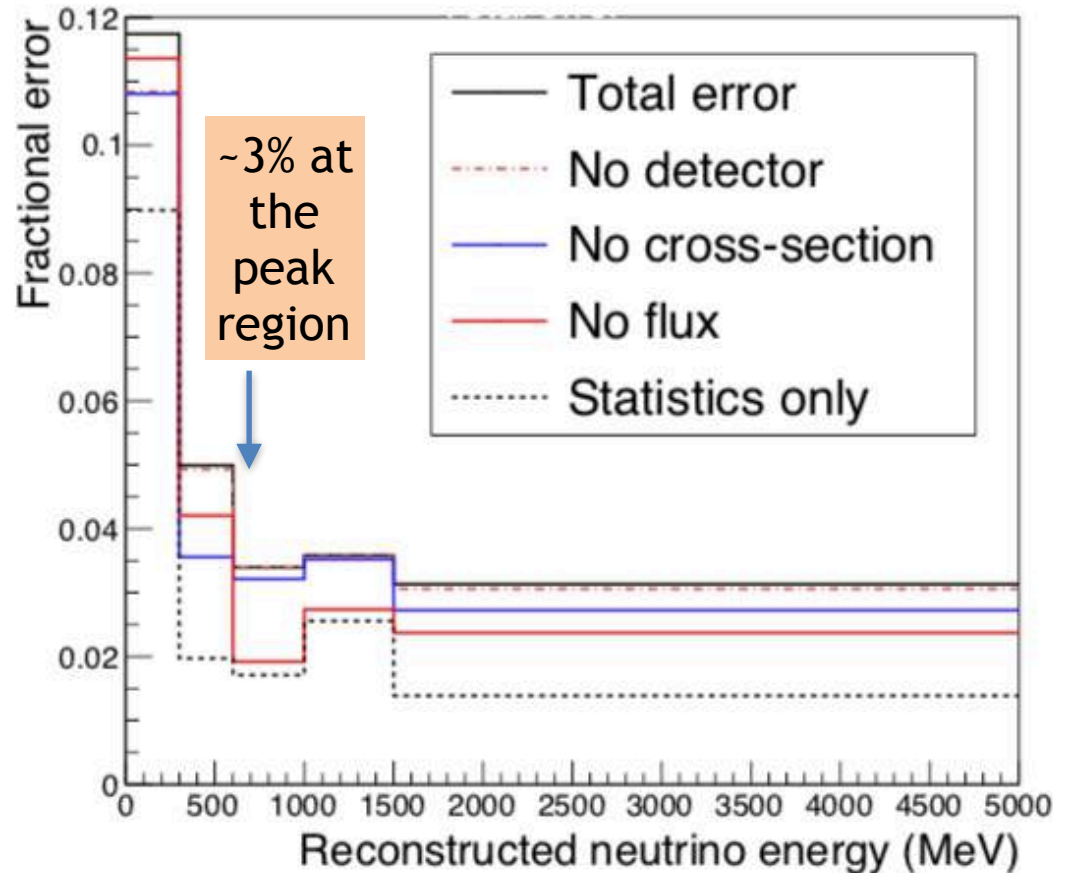 Fractional error
0.12
0.1
0.08
0.06
0.04
0.02
0
~3% at
the
peak
region
Total error
No detector
No cross-section
No flux
Statistics only
0 500 1000 1500 2000 2500 3000 3500 4000 4500 5000
Reconstructed neutrino energy (MeV)